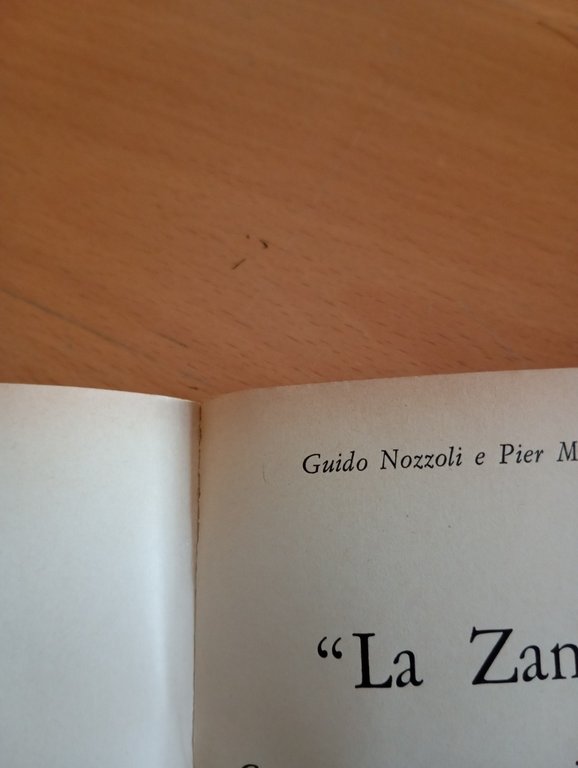 Guido Nozzoli e Pier M
“La Zan